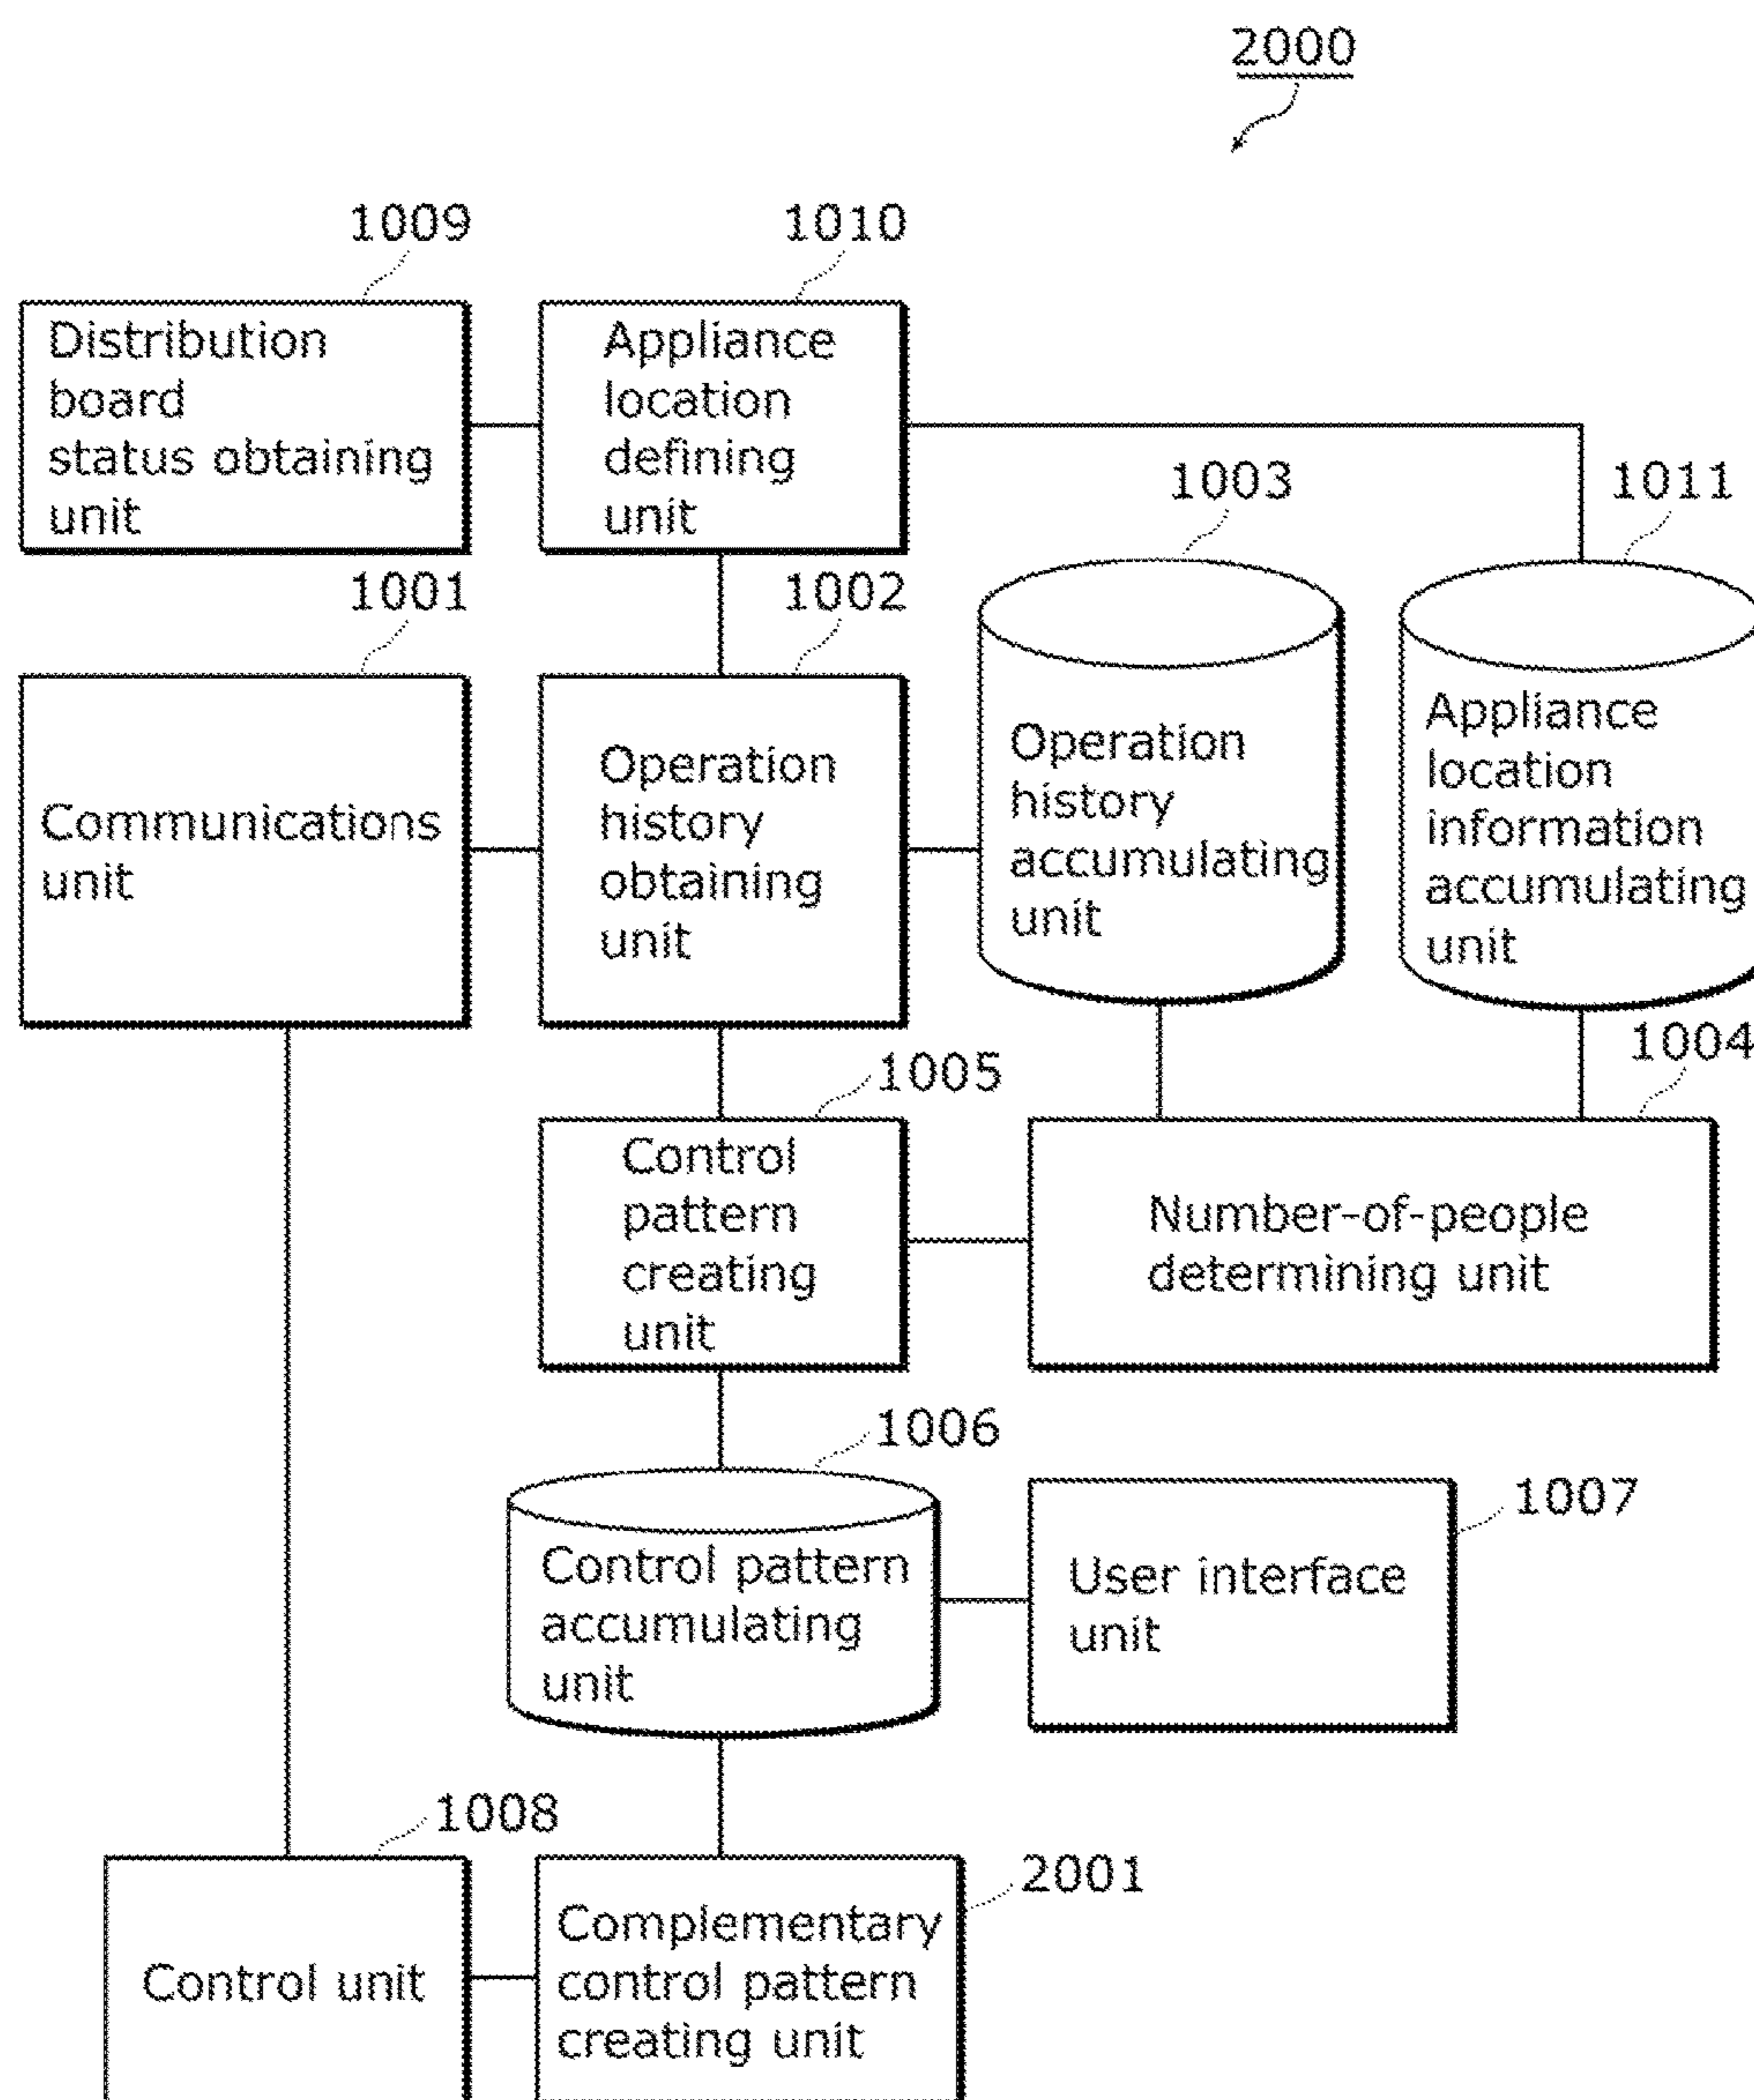 2000
1009
1010
Distribution
board
status obtaining
unit
Appliance
location
defining
unit
1003
1011
1001
1002
Communications
unit
Operation
history
obtaining
unit
Operation
history
accumulating
unit
Appliance
location
information
accumulating
unit
1004
1005
Control
pattern
creating
unit
Number-of-people
determining unit
1006
1007
Control pattern
accumulating
unit
User interface
unit
1008
2001
Control unit
Complementary
control pattern
creating unit